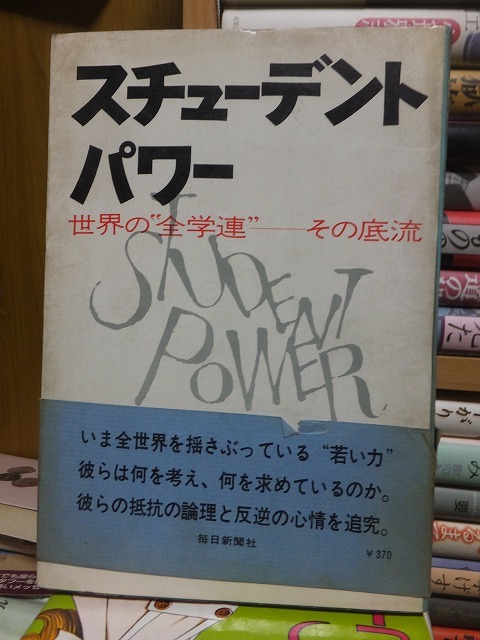 スチューデント
パワー
世界の"全学連"――その底流
STUDENT
POWER
いま全世界を揺さぶっている"若い力"
彼らは何を考え、何を求めているのか。
彼らの抵抗の論理と反逆の心情を追究。
毎日新聞社
￥370